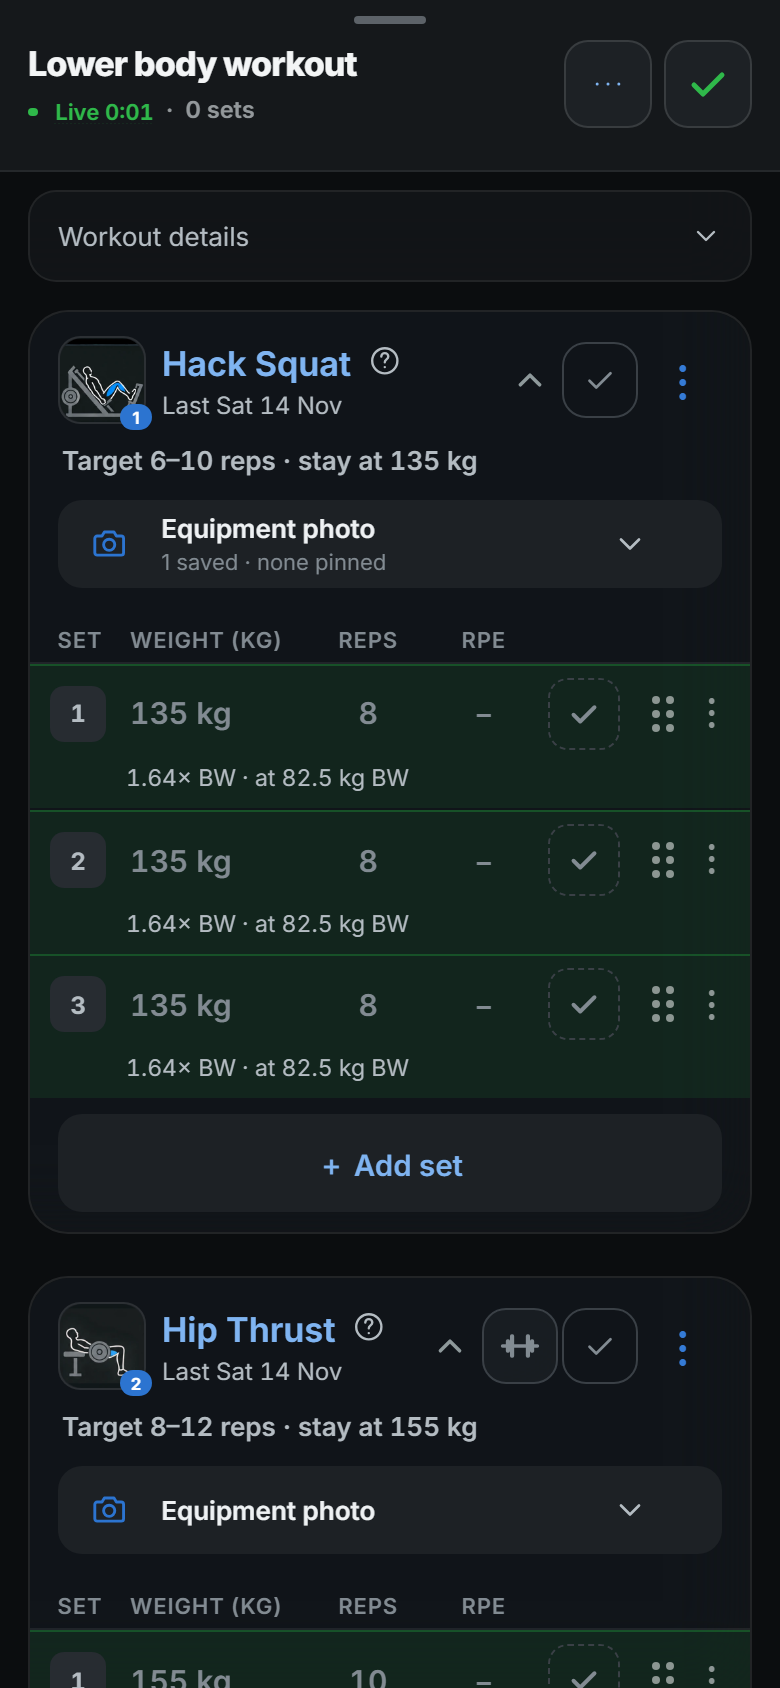 Lower body workout
Live 0:01 · 0 sets
Workout details
Hack Squat
Last Sat 14 Nov
1
Target 6–10 reps · stay at 135 kg
Equipment photo
1 saved · none pinned
SET WEIGHT (KG) REPS RPE
1 135 kg 8 –
1.64× BW · at 82.5 kg BW
2 135 kg 8 –
1.64× BW · at 82.5 kg BW
3 135 kg 8 –
1.64× BW · at 82.5 kg BW
+ Add set
Hip Thrust
Last Sat 14 Nov
2
Target 8–12 reps · stay at 155 kg
Equipment photo
SET WEIGHT (KG) REPS RPE
1 155 kg 10 –